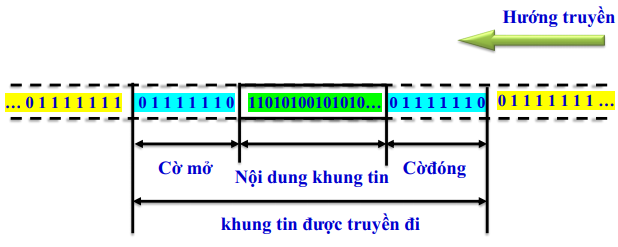 Hướng truyền
... 0 1 1 1 1 1 1 1 0 1 1 1 1 1 1 0 11010100101010... 0 1 1 1 1 1 1 0 0 1 1 1 1 1 1 1 ...
Cờ mở Nội dung khung tin Cờđóng
khung tin được truyền đi